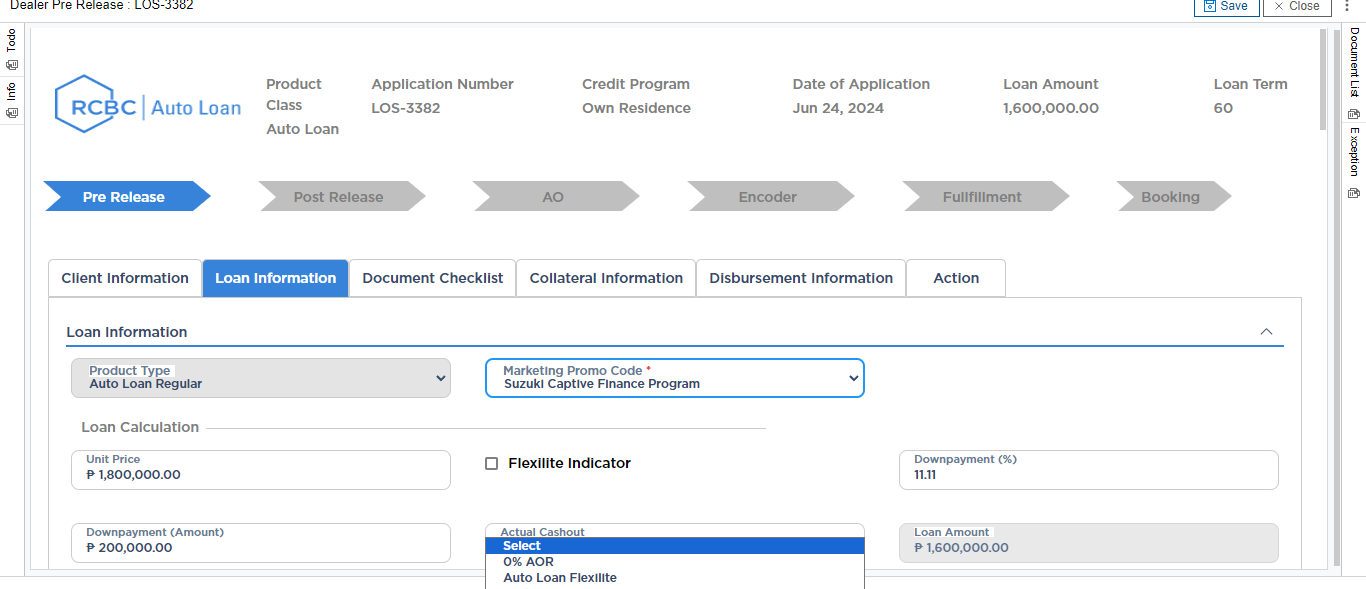 Dealer Pre Release : LOS-3382
Save
Close
Todo
Info
Document List
Exception
RCBC | Auto Loan
Product Class
Auto Loan
Application Number
LOS-3382
Credit Program
Own Residence
Date of Application
Jun 24, 2024
Loan Amount
1,600,000.00
Loan Term
60
Pre Release
Post Release
AO
Encoder
Fullfillment
Booking
Client Information
Loan Information
Document Checklist
Collateral Information
Disbursement Information
Action
Loan Information
Product Type
Auto Loan Regular
Marketing Promo Code *
Suzuki Captive Finance Program
Loan Calculation
Unit Price
₱ 1,800,000.00
Flexilite Indicator
Downpayment (%)
11.11
Downpayment (Amount)
₱ 200,000.00
Actual Cashout
Select
0% AOR
Auto Loan Flexilite
Loan Amount
₱ 1,600,000.00